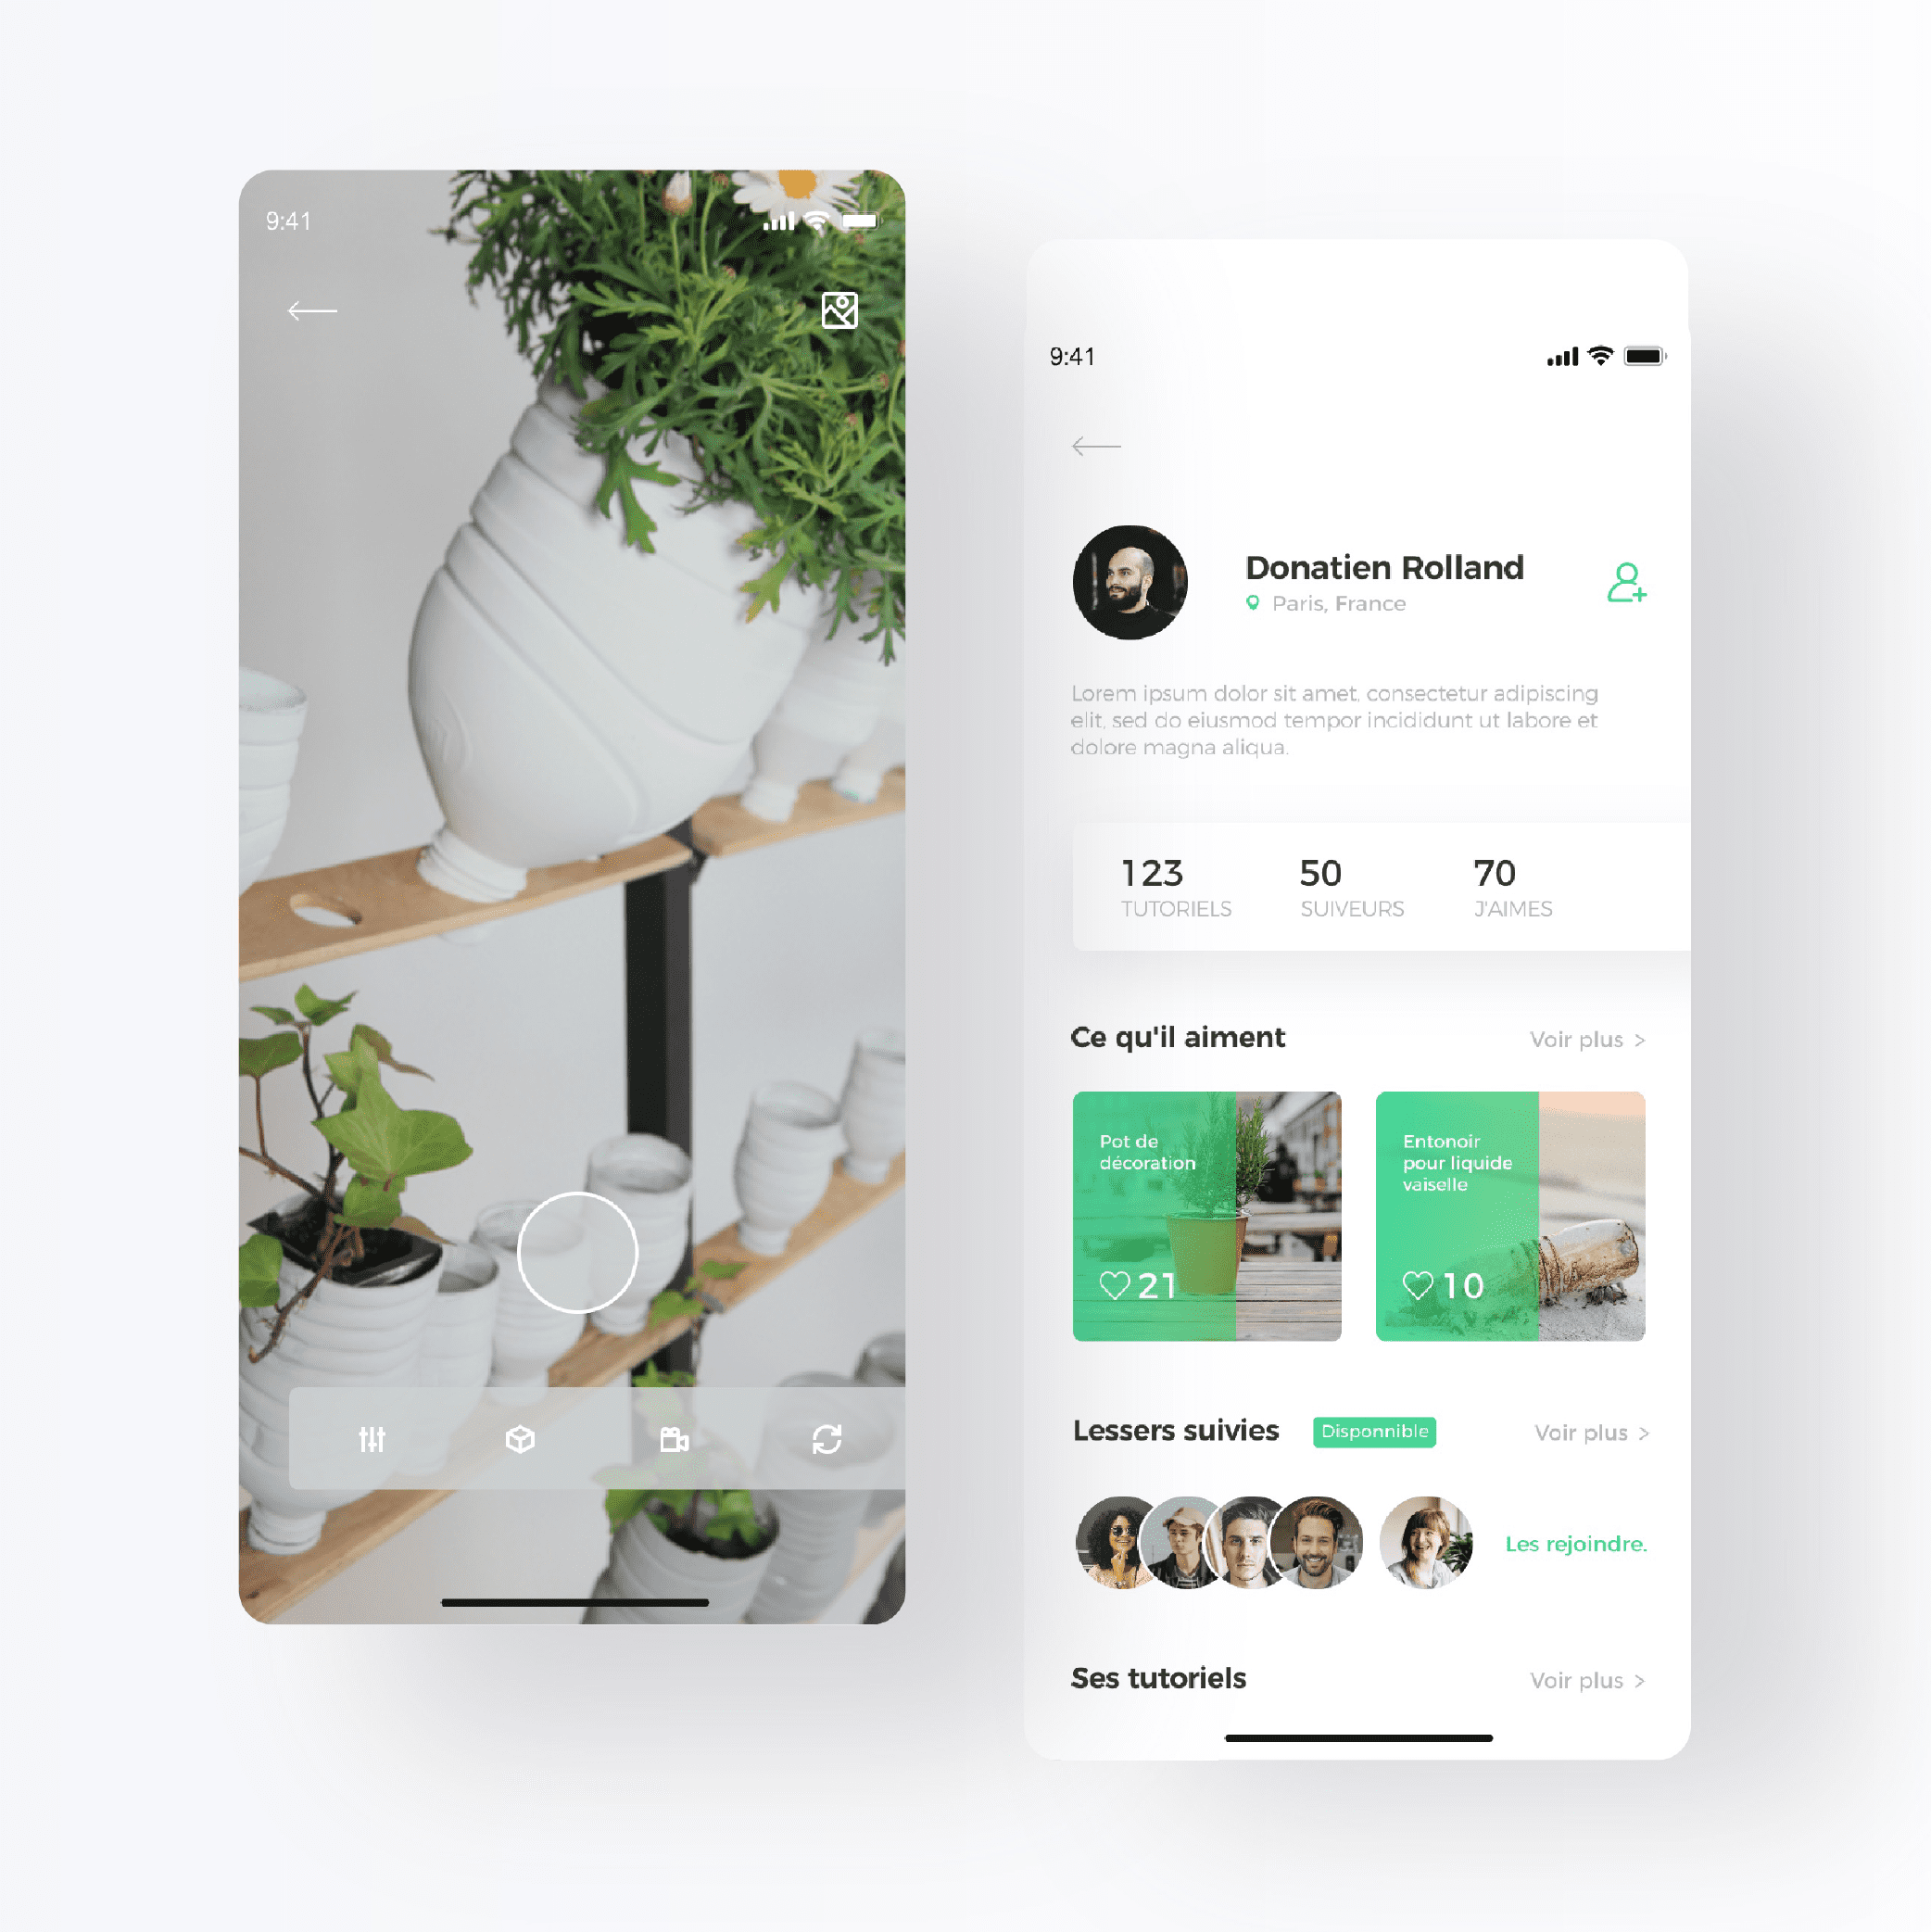 9:41
9:41
Donatien Rolland
Paris, France
Lorem ipsum dolor sit amet, consectetur adipiscing
elit, sed do eiusmod tempor incididunt ut labore et
dolore magna aliqua.
123 50 70
TUTORIELS SUIVEURS J'AIMES
Ce qu'il aiment Voir plus >
Pot de
décoration
21
Entonoir
pour liquide
vaiselle
10
Lessers suivies Disponnible Voir plus >
Les rejoindre.
Ses tutoriels Voir plus >